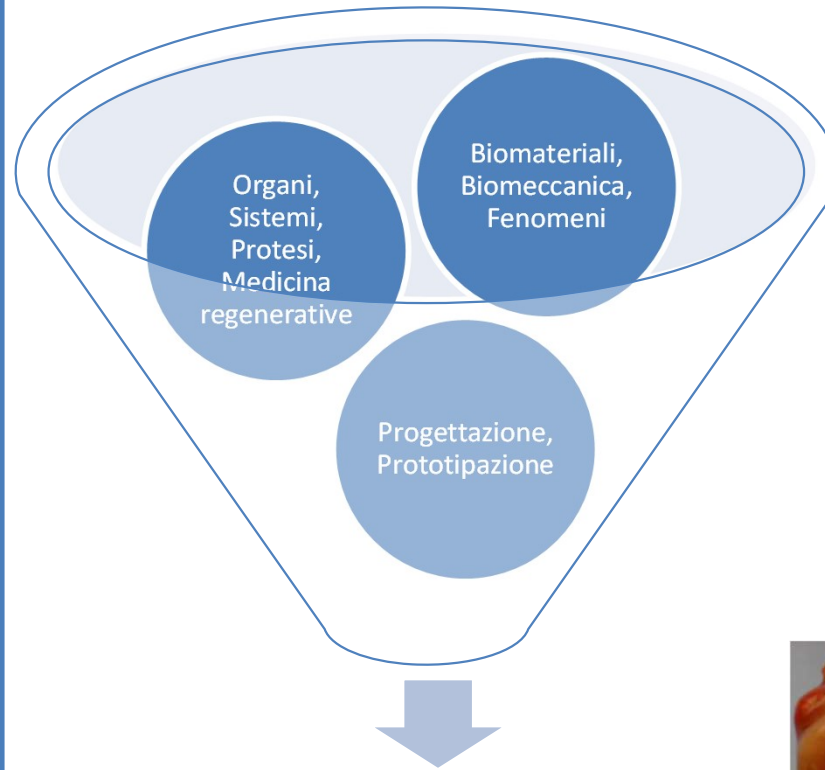 Biomateriali,
Biomeccanica,
Fenomeni
Organi,
Sistemi,
Protesi,
Medicina
regenerative
Progettazione,
Prototipazione